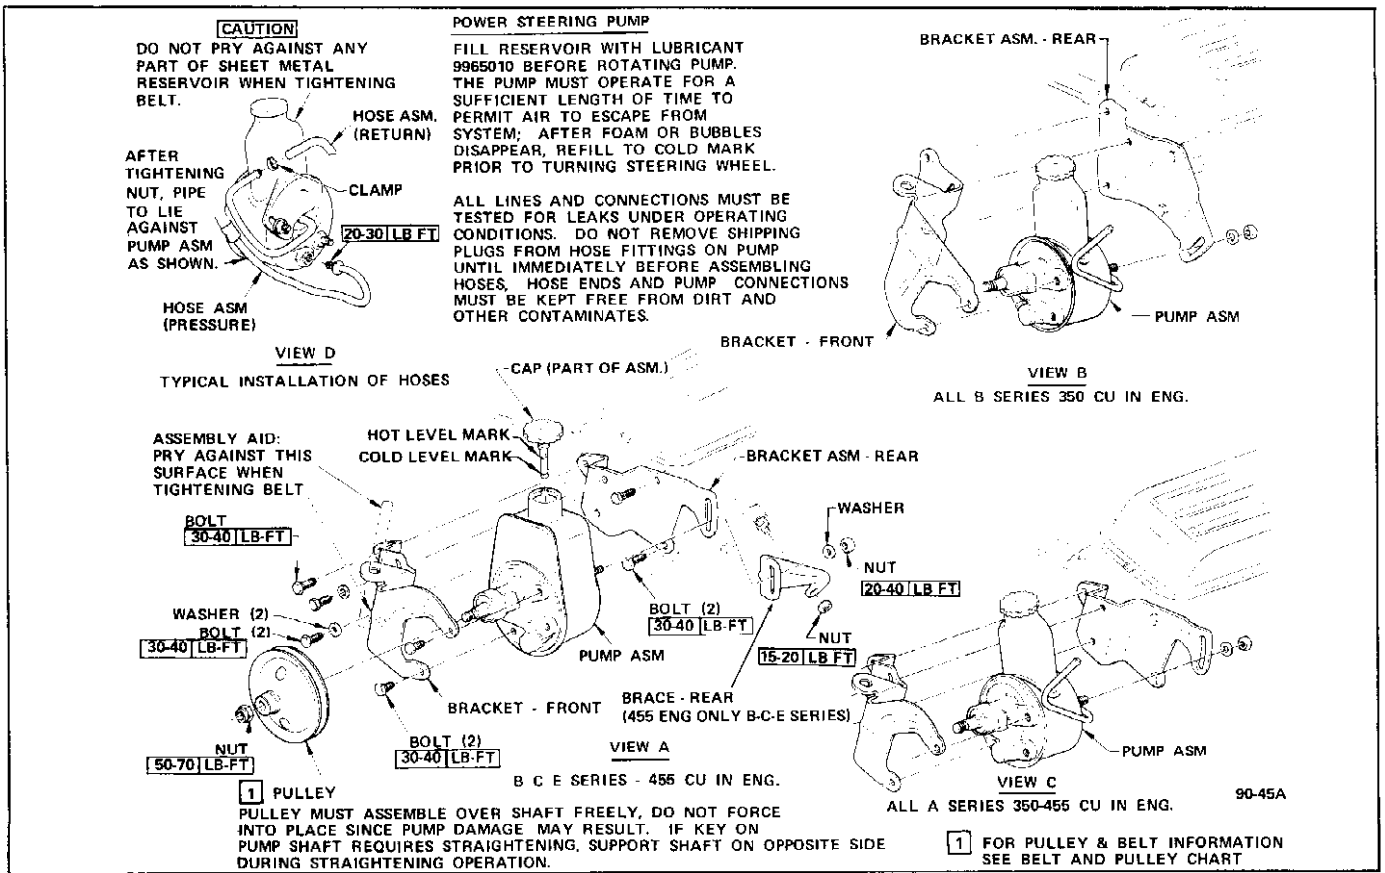 CAUTION
DO NOT PRY AGAINST ANY
PART OF SHEET METAL
RESERVOIR WHEN TIGHTENING
BELT.
HOSE ASM.
(RETURN)
AFTER
TIGHTENING
NUT, PIPE
TO LIE
AGAINST
PUMP ASM
AS SHOWN.
CLAMP
20-30 LB FT
HOSE ASM
(PRESSURE)
VIEW D
TYPICAL INSTALLATION OF HOSES
POWER STEERING PUMP
FILL RESERVOIR WITH LUBRICANT
9965010 BEFORE ROTATING PUMP.
THE PUMP MUST OPERATE FOR A
SUFFICIENT LENGTH OF TIME TO
PERMIT AIR TO ESCAPE FROM
SYSTEM; AFTER FOAM OR BUBBLES
DISAPPEAR, REFILL TO COLD MARK
PRIOR TO TURNING STEERING WHEEL.
ALL LINES AND CONNECTIONS MUST BE
TESTED FOR LEAKS UNDER OPERATING
CONDITIONS. DO NOT REMOVE SHIPPING
PLUGS FROM HOSE FITTINGS ON PUMP
UNTIL IMMEDIATELY BEFORE ASSEMBLING
HOSES, HOSE ENDS AND PUMP CONNECTIONS
MUST BE KEPT FREE FROM DIRT AND
OTHER CONTAMINATES.
BRACKET ASM. - REAR
BRACKET - FRONT
PUMP ASM
VIEW B
ALL B SERIES 350 CU IN ENG.
CAP (PART OF ASM.)
HOT LEVEL MARK
COLD LEVEL MARK
ASSEMBLY AID:
PRY AGAINST THIS
SURFACE WHEN
TIGHTENING BELT
BRACKET ASM - REAR
BOLT
30-40 LB-FT
WASHER
NUT
20-40 LB FT
WASHER (2)
BOLT (2)
30-40 LB-FT
BOLT (2)
30-40 LB-FT
NUT
15-20 LB FT
PUMP ASM
BRACE - REAR
(455 ENG ONLY B-C-E SERIES)
BRACKET - FRONT
BOLT (2)
30-40 LB-FT
NUT
50-70 LB-FT
VIEW A
B C E SERIES - 455 CU IN ENG.
1 PULLEY
PULLEY MUST ASSEMBLE OVER SHAFT FREELY, DO NOT FORCE
INTO PLACE SINCE PUMP DAMAGE MAY RESULT. IF KEY ON
PUMP SHAFT REQUIRES STRAIGHTENING, SUPPORT SHAFT ON OPPOSITE SIDE
DURING STRAIGHTENING OPERATION.
PUMP ASM
VIEW C
ALL A SERIES 350-455 CU IN ENG.
90-45A
1 FOR PULLEY & BELT INFORMATION
SEE BELT AND PULLEY CHART